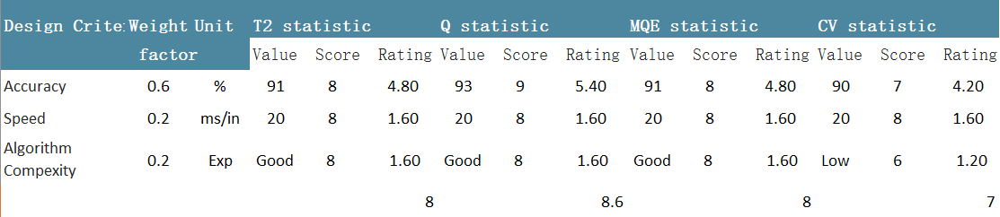 Design Crite: Weight Unit T2 statistic Q statistic MQE statistic CV statistic
factor Value Score Rating Value Score Rating Value Score Rating Value Score Rating
Accuracy 0.6 % 91 8 4.80 93 9 5.40 91 8 4.80 90 7 4.20
Speed 0.2 ms/in 20 8 1.60 20 8 1.60 20 8 1.60 20 8 1.60
Algorithm
Compexity 0.2 Exp Good 8 1.60 Good 8 1.60 Good 8 1.60 Low 6 1.20
8 8.6 8 7